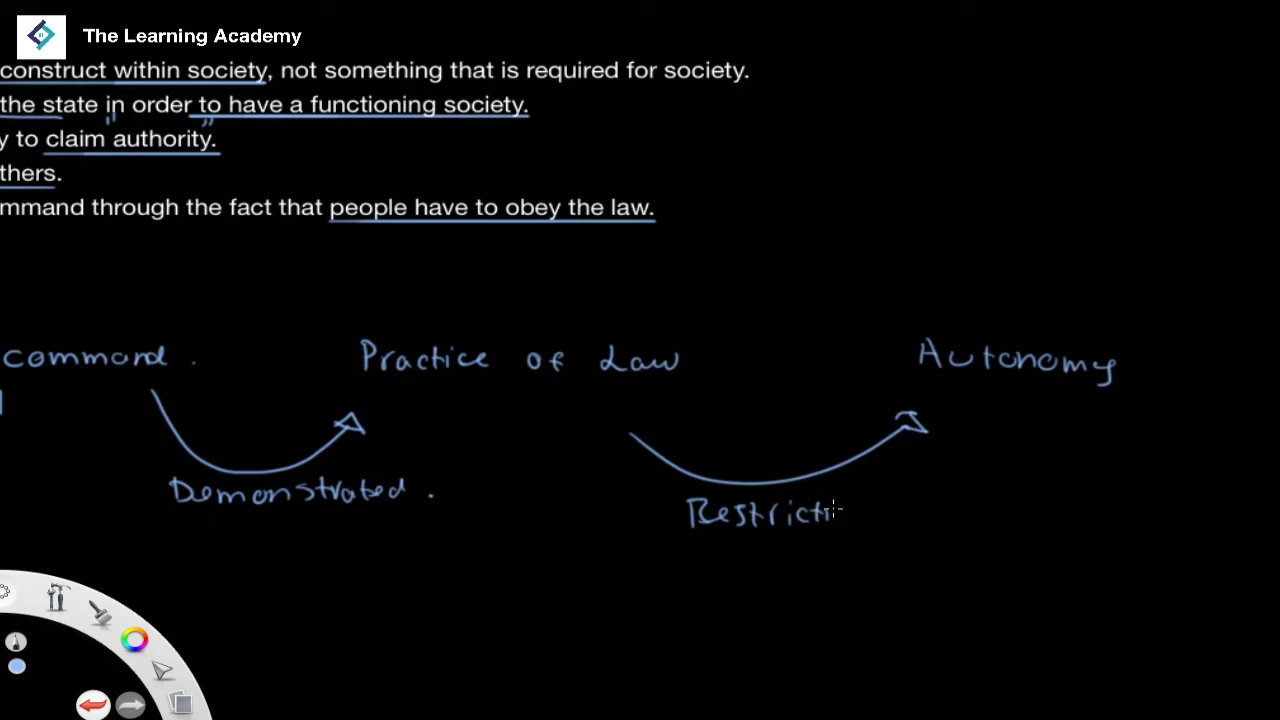 The Learning Academy
construct within society, not something that is required for society.
the state in order to have a functioning society.
y to claim authority."
thers.
mmand through the fact that people have to obey the law.
command . Practice of Law Autonomy
Demonstrated . Restricti